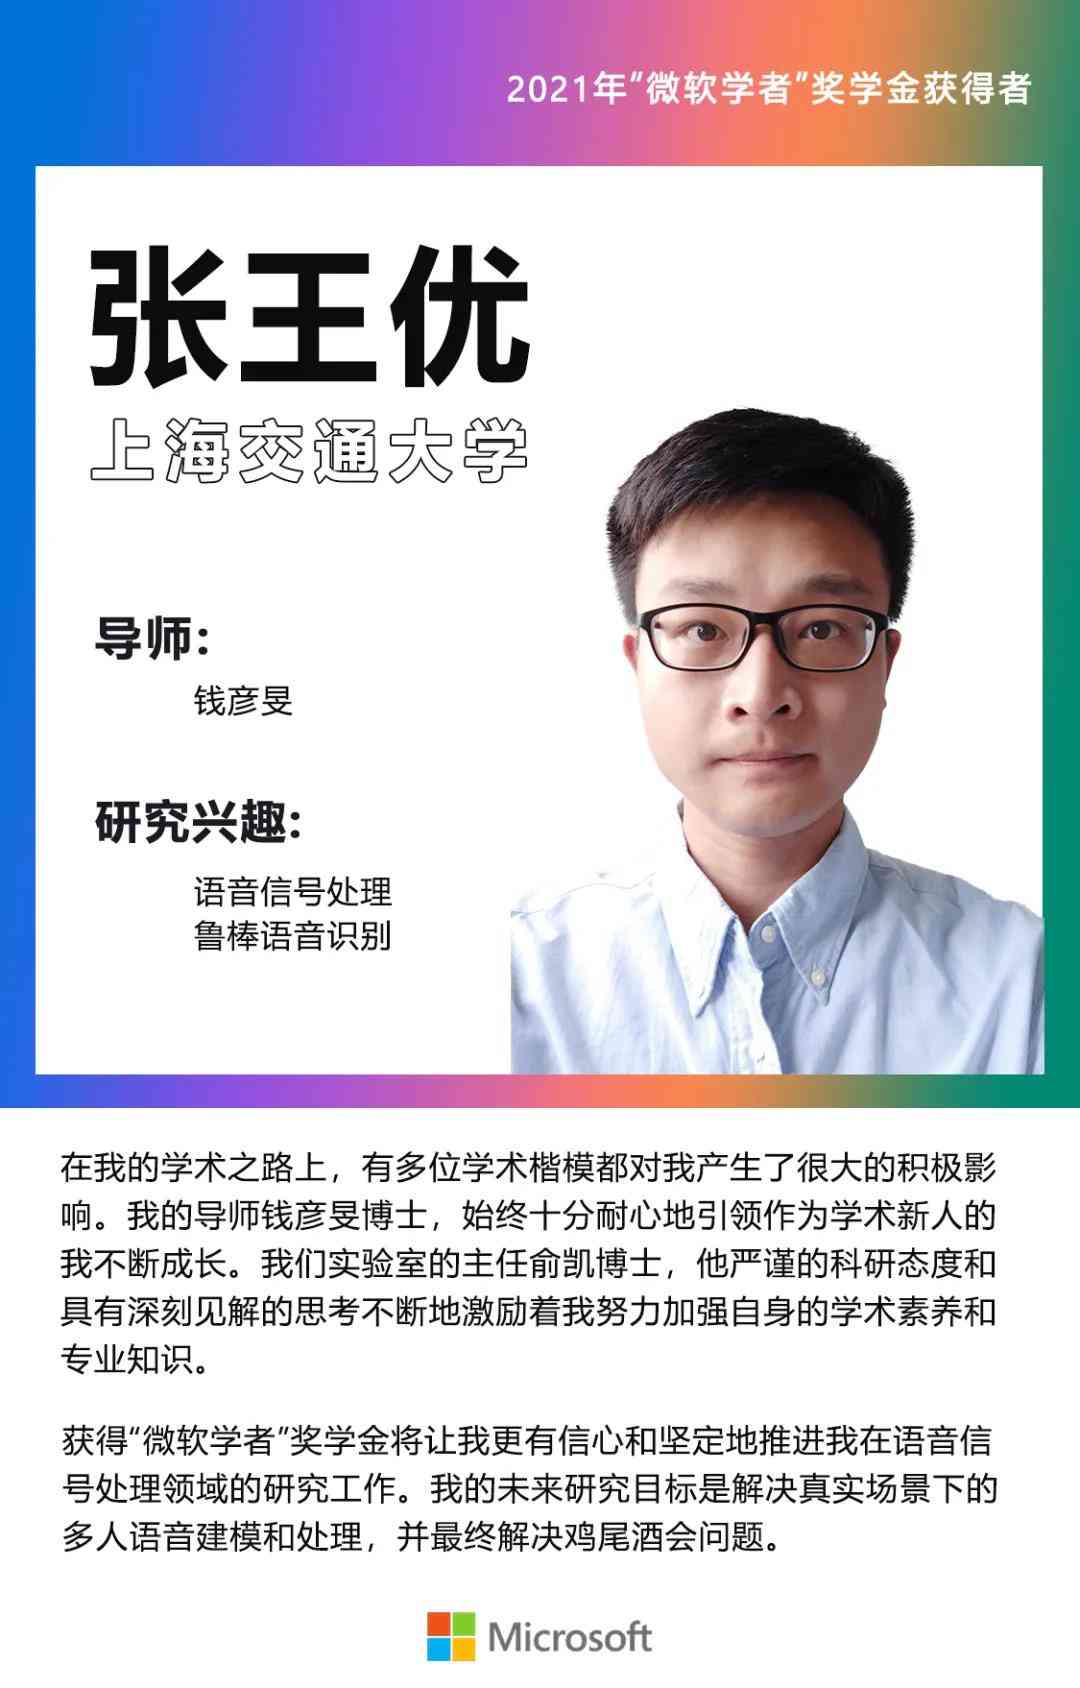 2021年“微软学者”奖学金获得者
张王优
上海交通大学
导师:
钱彦旻
研究兴趣:
语音信号处理
鲁棒语音识别
在我的学术之路上，有多位学术楷模都对我产生了很大的积极影
响。我的导师钱彦旻博士，始终十分耐心地引领作为学术新人的
我不断成长。我们实验室的主任俞凯博士，他严谨的科研态度和
具有深刻见解的思考不断地激励着我努力加强自身的学术素养和
专业知识。
获得“微软学者”奖学金将让我更有信心和坚定地推进我在语音信
号处理领域的研究工作。我的未来研究目标是解决真实场景下的
多人语音建模和处理，并最终解决鸡尾酒会问题。
Microsoft